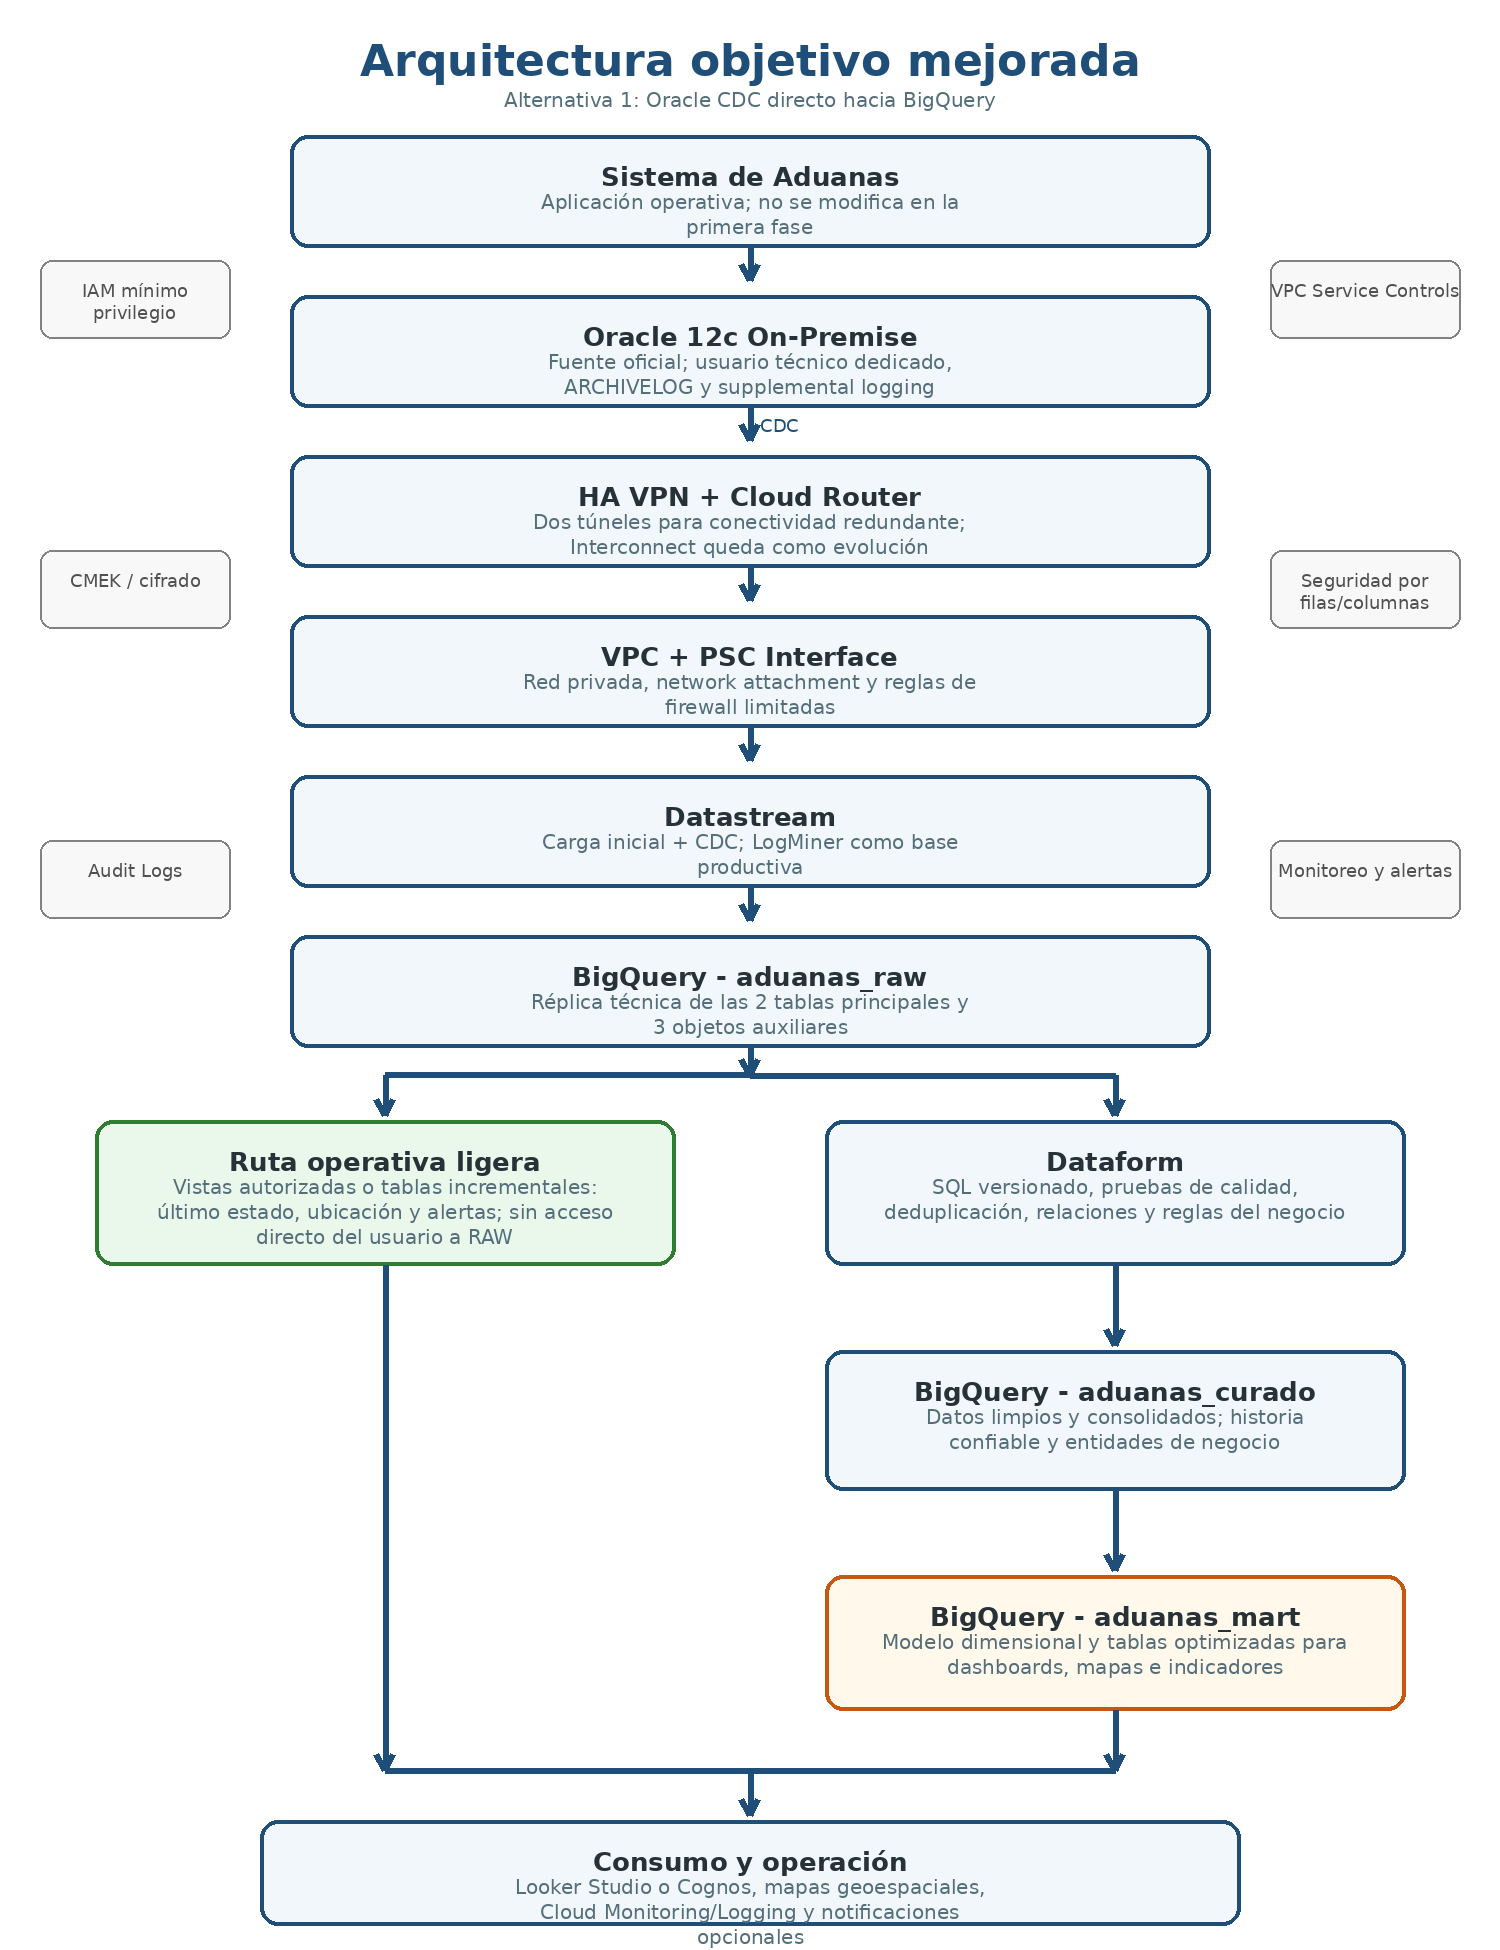 Arquitectura objetivo mejorada
Alternativa 1: Oracle CDC directo hacia BigQuery
Sistema de Aduanas
Aplicación operativa; no se modifica en la
primera fase
IAM mínimo
privilegio
VPC Service Controls
Oracle 12c On-Premise
Fuente oficial; usuario técnico dedicado,
ARCHIVELOG y supplemental logging
CDC
HA VPN + Cloud Router
Dos túneles para conectividad redundante;
Interconnect queda como evolución
CMEK / cifrado
Seguridad por
filas/columnas
VPC + PSC Interface
Red privada, network attachment y reglas de
firewall limitadas
Datastream
Carga inicial + CDC; LogMiner como base
productiva
Audit Logs
Monitoreo y alertas
BigQuery - aduanas_raw
Réplica técnica de las 2 tablas principales y
3 objetos auxiliares
Ruta operativa ligera
Vistas autorizadas o tablas incrementales:
último estado, ubicación y alertas; sin acceso
directo del usuario a RAW
Dataform
SQL versionado, pruebas de calidad,
deduplicación, relaciones y reglas del negocio
BigQuery - aduanas_curado
Datos limpios y consolidados; historia
confiable y entidades de negocio
BigQuery - aduanas_mart
Modelo dimensional y tablas optimizadas para
dashboards, mapas e indicadores
Consumo y operación
Looker Studio o Cognos, mapas geoespaciales,
Cloud Monitoring/Logging y notificaciones
opcionales